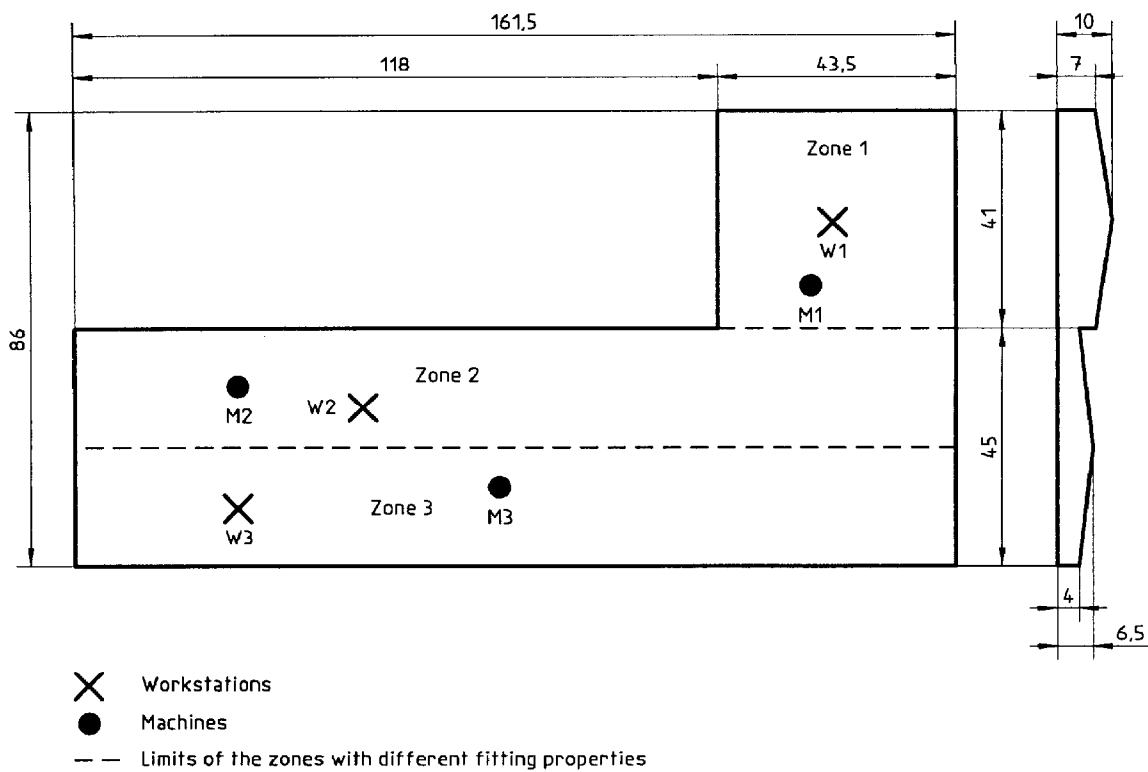 161,5
10
118
43,5
7
Zone 1
W1
41
M1
86
Zone 2
M2
W2
45
Zone 3
M3
W3
4
6,5
Workstations
Machines
Limits of the zones with different fitting properties